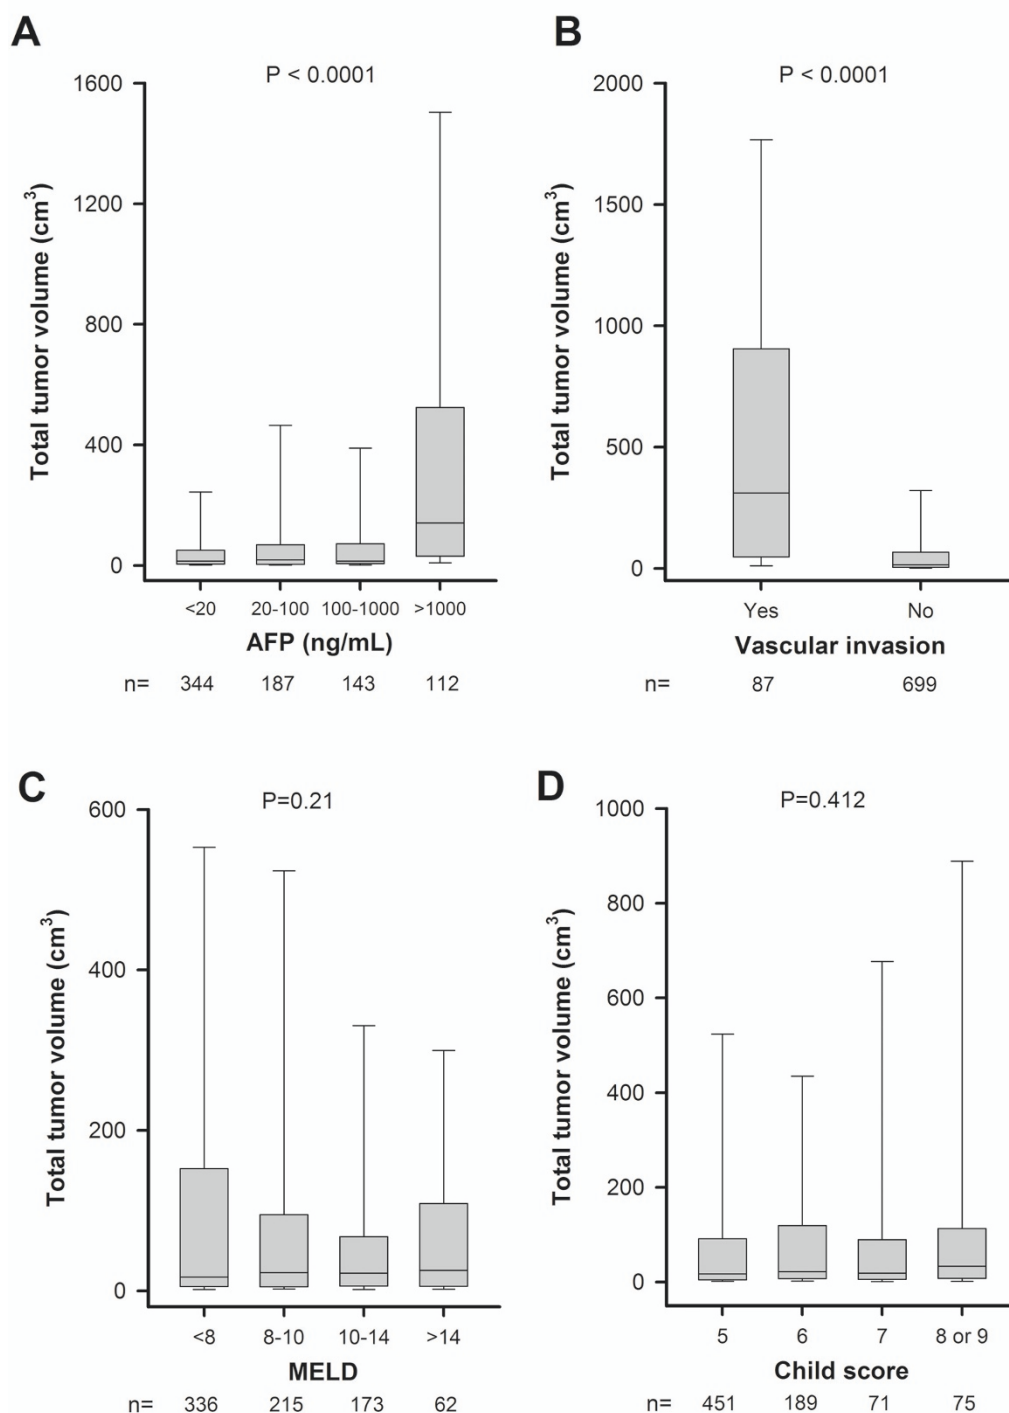 A
P < 0.0001
1600
1200
800
400
0
Total tumor volume (cm³)
<20 20-100 100-1000 >1000
AFP (ng/mL)
n= 344 187 143 112
B
P < 0.0001
2000
1500
1000
500
0
Total tumor volume (cm³)
Yes No
Vascular invasion
n= 87 699
C
P=0.21
600
400
200
0
Total tumor volume (cm³)
<8 8-10 10-14 >14
MELD
n= 336 215 173 62
D
P=0.412
1000
800
600
400
200
0
Total tumor volume (cm³)
5 6 7 8 or 9
Child score
n= 451 189 71 75